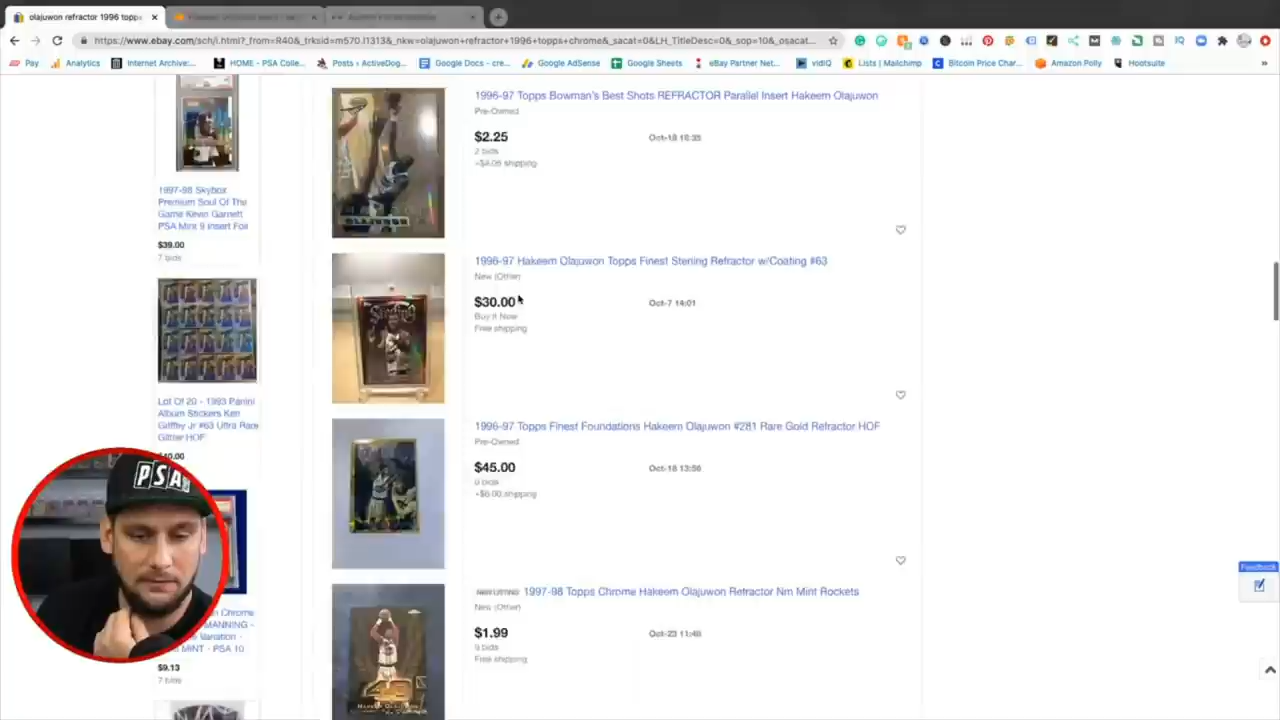 olajuwon refractor 1996 topps
https://www.ebay.com/sch/i.html?_from=R40&_trksid=m570.l1313&_nkw=olajuwon+refractor+1996+topps+chrome&_sacat=0&LH_TitleDesc=0&_sop=10&_osacat...
Pay
Analytics
Internet Archive:...
HOME - PSA Colle...
Posts ‹ ActiveDog...
Google Docs - cre...
Google AdSense
Google Sheets
eBay Partner Net...
vidIQ
Lists | Mailchimp
Bitcoin Price Char...
Amazon Polly
Hootsuite
1997-98 Skybox
Premium Soul Of The
Game Kevin Garnett
PSA Mint 9 Insert Foil
$39.00
7 bids
Lot Of 20 - 1993 Panini
Album Stickers Ken
Griffey Jr #63 Ultra Rare
Glitter HOF
Chrome
MANNING -
Variation -
MINT - PSA 10
$9.13
7 bids
1996-97 Topps Bowman's Best Shots REFRACTOR Parallel Insert Hakeem Olajuwon
Pre-Owned
$2.25
Oct-18 18:35
2 bids
+$4.06 shipping
1996-97 Hakeem Olajuwon Topps Finest Sterling Refractor w/Coating #63
New (Other)
$30.00
Oct-7 14:01
Buy It Now
Free shipping
1996-97 Topps Finest Foundations Hakeem Olajuwon #281 Rare Gold Refractor HOF
Pre-Owned
$45.00
Oct-18 13:56
0 bids
+$6.00 shipping
NEW LISTING 1997-98 Topps Chrome Hakeem Olajuwon Refractor Nm Mint Rockets
New (Other)
$1.99
Oct-23 11:48
0 bids
Free shipping
Feedback
PSA